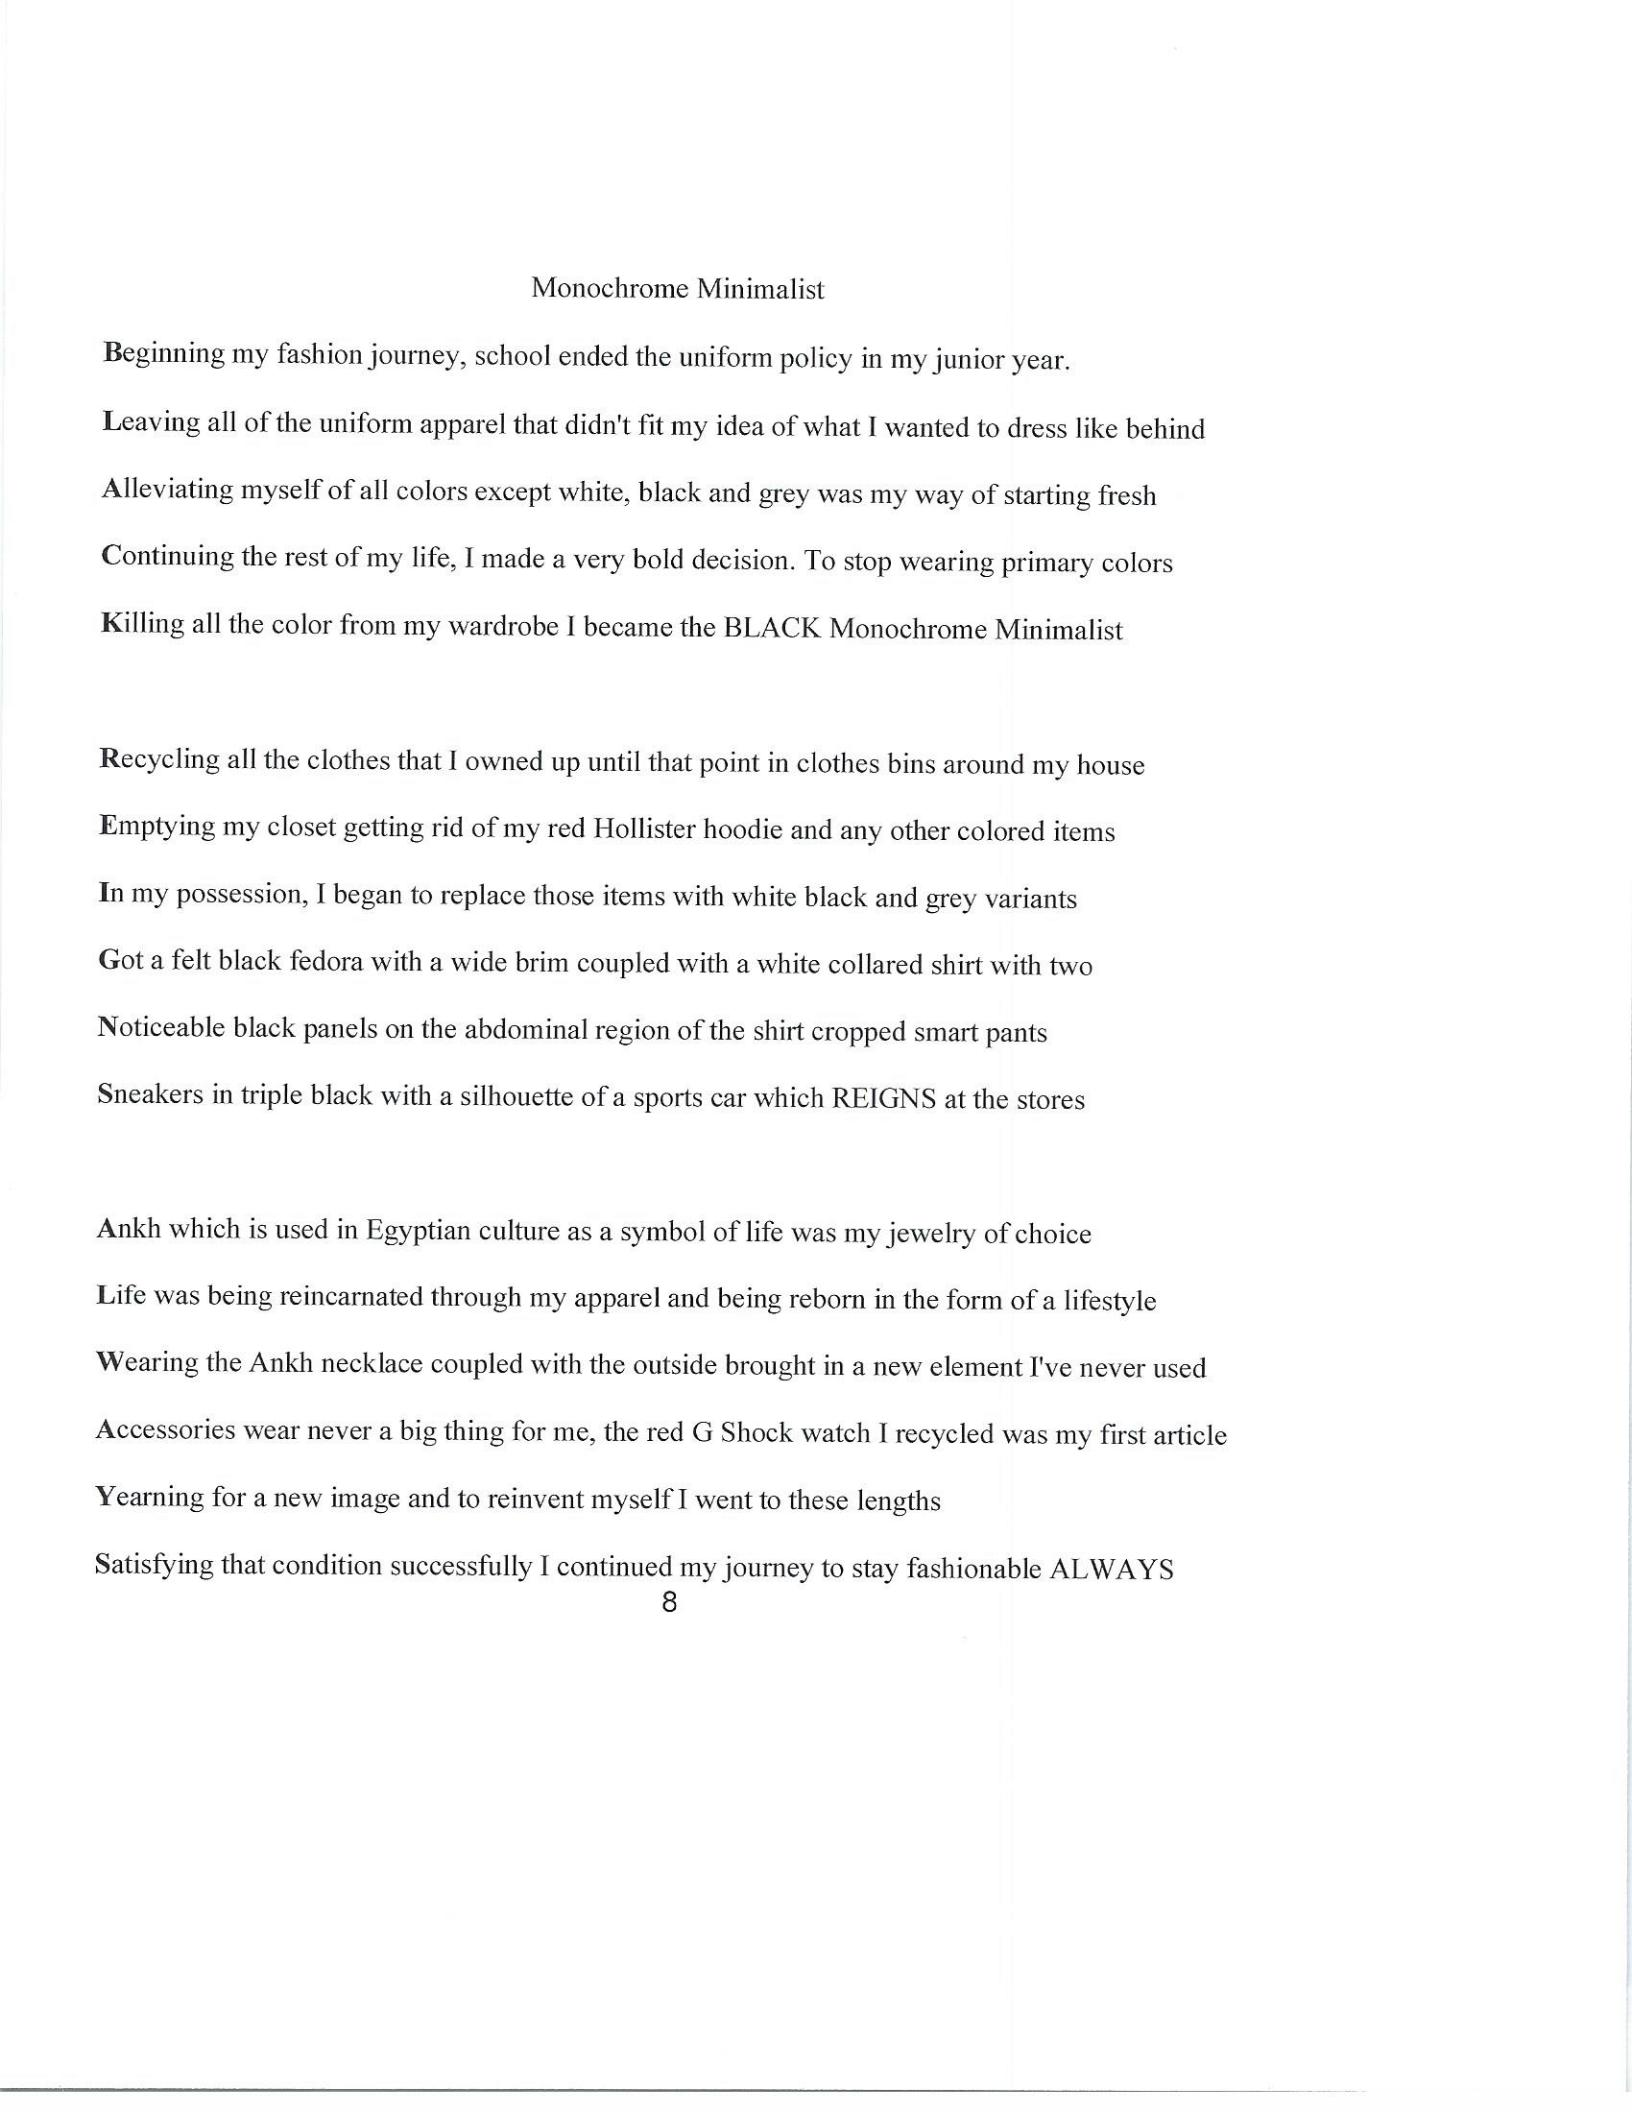 Monochrome Minimalist
Beginning my fashion journey, school ended the uniform policy in my junior year.
Leaving all of the uniform apparel that didn't fit my idea of what I wanted to dress like behind
Alleviating myself of all colors except white, black and grey was my way of starting fresh
Continuing the rest of my life, I made a very bold decision. To stop wearing primary colors
Killing all the color from my wardrobe I became the BLACK Monochrome Minimalist
Recycling all the clothes that I owned up until that point in clothes bins around my house
Emptying my closet getting rid of my red Hollister hoodie and any other colored items
In my possession, I began to replace those items with white black and grey variants
Got a felt black fedora with a wide brim coupled with a white collared shirt with two
Noticeable black panels on the abdominal region of the shirt cropped smart pants
Sneakers in triple black with a silhouette of a sports car which REIGNS at the stores
Ankh which is used in Egyptian culture as a symbol of life was my jewelry of choice
Life was being reincarnated through my apparel and being reborn in the form of a lifestyle
Wearing the Ankh necklace coupled with the outside brought in a new element I've never used
Accessories wear never a big thing for me, the red G Shock watch I recycled was my first article
Yearning for a new image and to reinvent myself I went to these lengths
Satisfying that condition successfully I continued my journey to stay fashionable ALWAYS
8